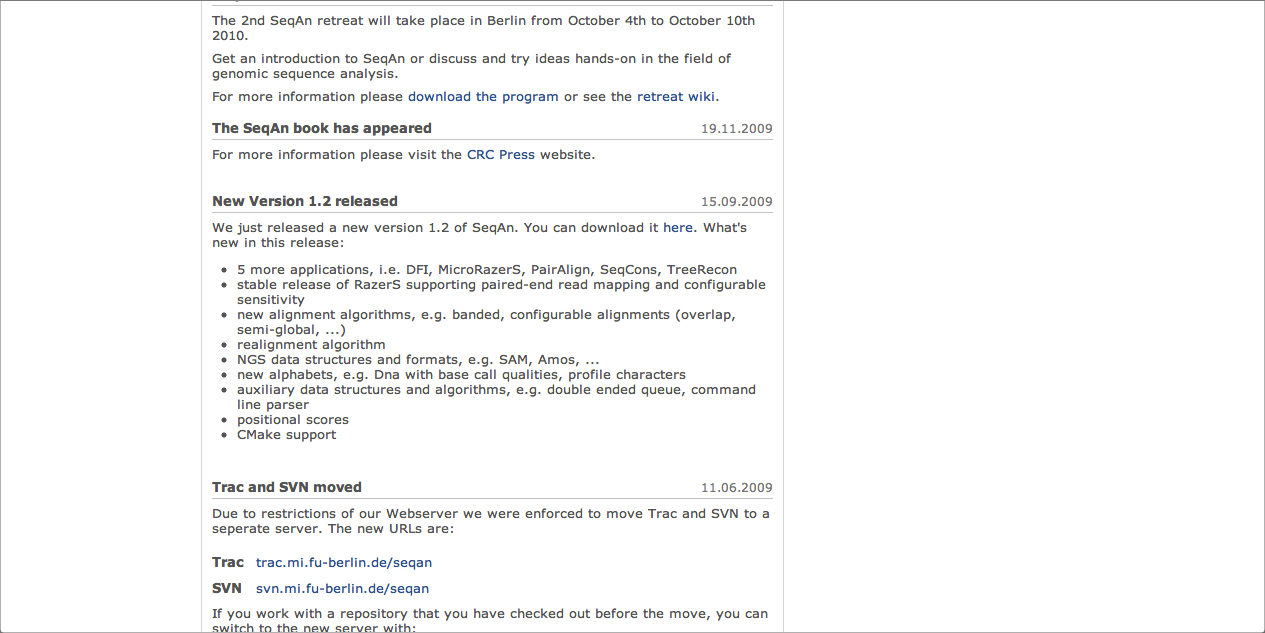 The 2nd SeqAn retreat will take place in Berlin from October 4th to October 10th
2010.
Get an introduction to SeqAn or discuss and try ideas hands-on in the field of
genomic sequence analysis.
For more information please download the program or see the retreat wiki.
The SeqAn book has appeared 19.11.2009
For more information please visit the CRC Press website.
New Version 1.2 released 15.09.2009
We just released a new version 1.2 of SeqAn. You can download it here. What's
new in this release:
• 5 more applications, i.e. DFI, MicroRazerS, PairAlign, SeqCons, TreeRecon
• stable release of RazerS supporting paired-end read mapping and configurable
sensitivity
• new alignment algorithms, e.g. banded, configurable alignments (overlap,
semi-global, ...)
• realignment algorithm
• NGS data structures and formats, e.g. SAM, Amos, ...
• new alphabets, e.g. Dna with base call qualities, profile characters
• auxiliary data structures and algorithms, e.g. double ended queue, command
line parser
• positional scores
• CMake support
Trac and SVN moved 11.06.2009
Due to restrictions of our Webserver we were enforced to move Trac and SVN to a
seperate server. The new URLs are:
Trac trac.mi.fu-berlin.de/seqan
SVN svn.mi.fu-berlin.de/seqan
If you work with a repository that you have checked out before the move, you can
switch to the new server with: